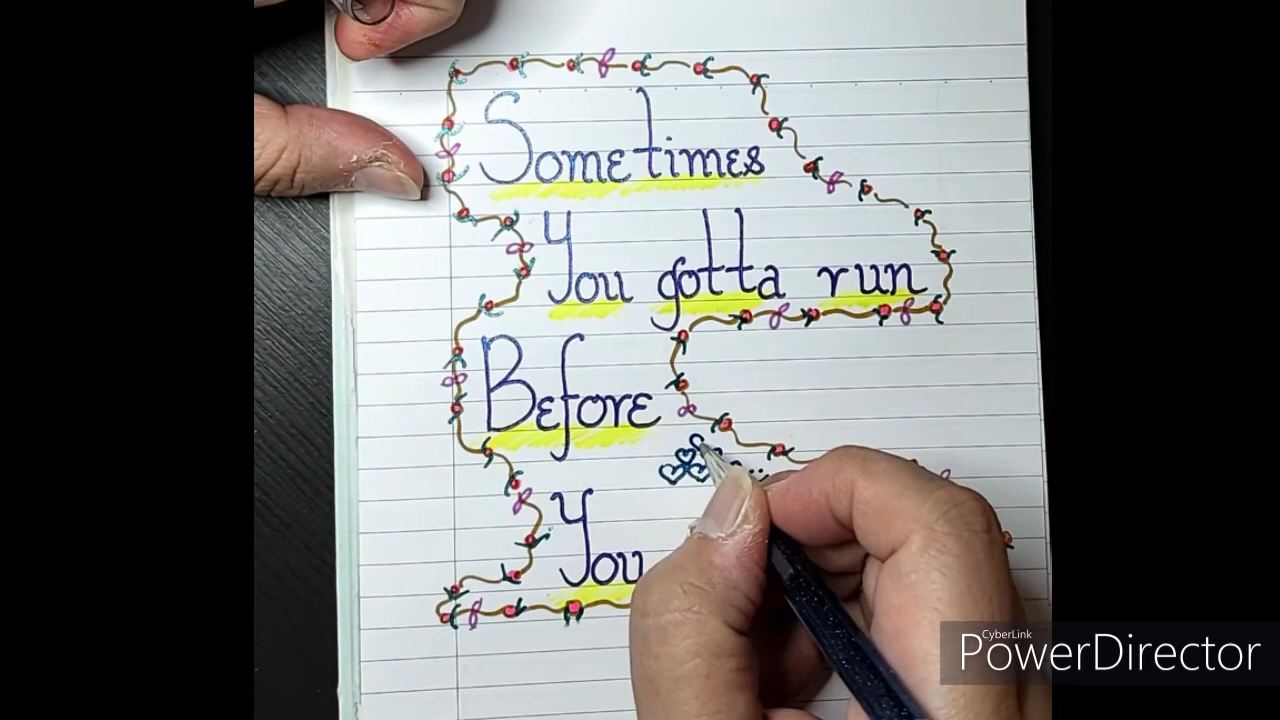 Sometimes
You gotta run
Before
You
CyberLink
PowerDirector